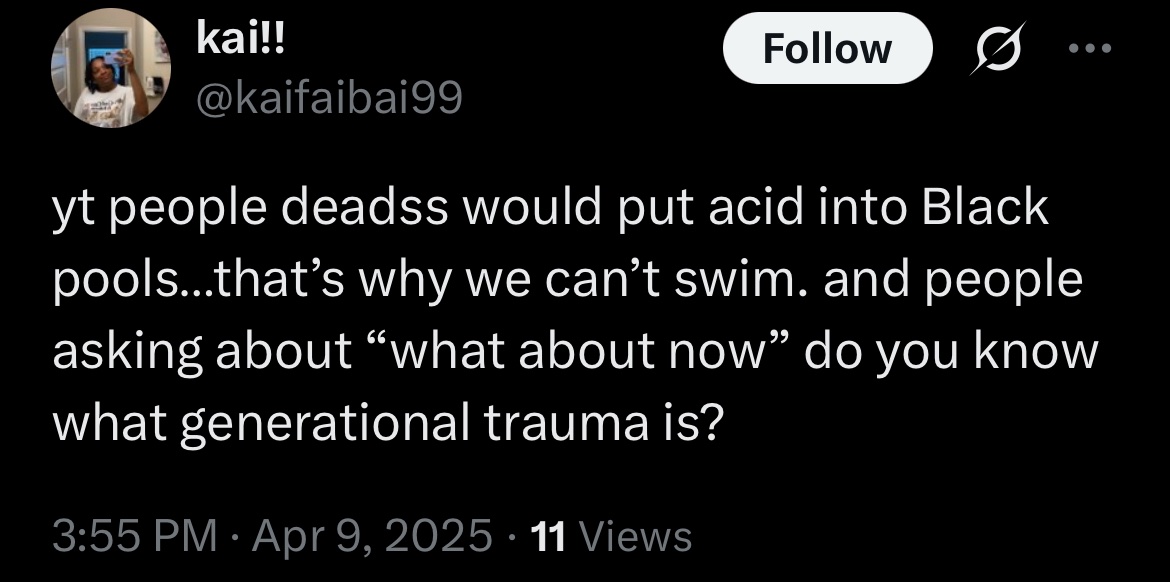 kai!!
Follow
@kaifaibai99
yt people deadss would put acid into Black
pools...that’s why we can’t swim. and people
asking about “what about now” do you know
what generational trauma is?
3:55 PM · Apr 9, 2025 · 11 Views